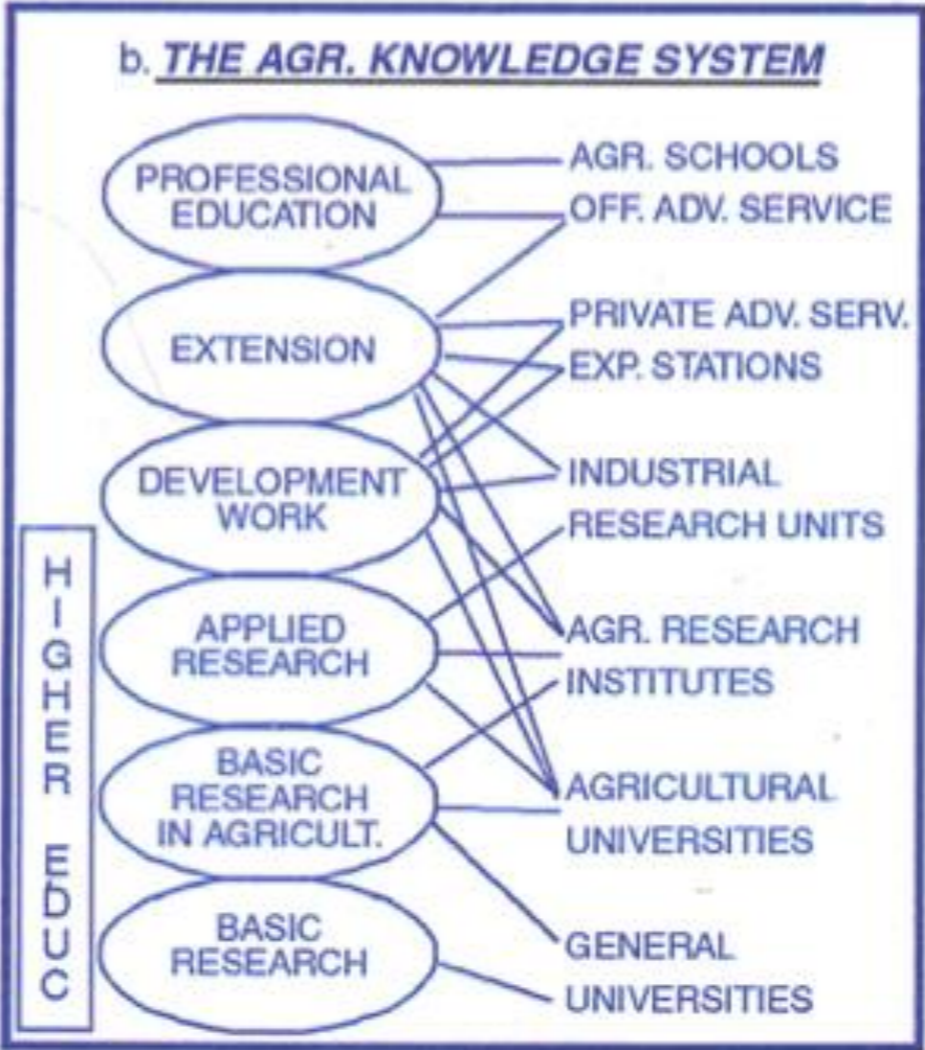 b. THE AGR. KNOWLEDGE SYSTEM
PROFESSIONAL
EDUCATION
EXTENSION
DEVELOPMENT
WORK
APPLIED
RESEARCH
BASIC
RESEARCH
IN AGRICULT.
BASIC
RESEARCH
HIGHER EDUC
AGR. SCHOOLS
OFF. ADV. SERVICE
PRIVATE ADV. SERV.
EXP. STATIONS
INDUSTRIAL
RESEARCH UNITS
AGR. RESEARCH
INSTITUTES
AGRICULTURAL
UNIVERSITIES
GENERAL
UNIVERSITIES